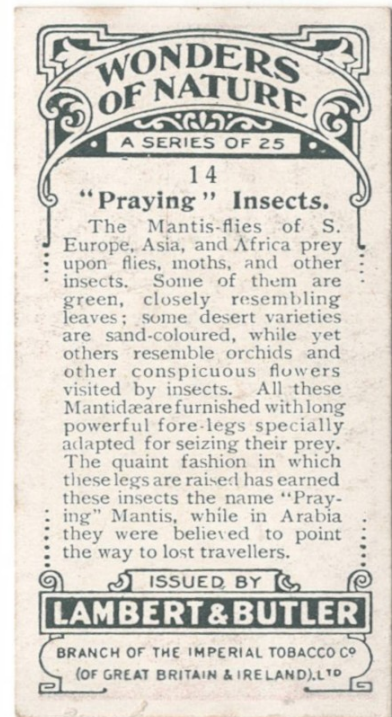 WONDERS
OF NATURE
A SERIES OF 25
14
"Praying" Insects.
The Mantis-flies of S.
Europe, Asia, and Africa prey
upon flies, moths, and other
insects. Some of them are
green, closely resembling
leaves; some desert varieties
are sand-coloured, while yet
others resemble orchids and
other conspicuous flowers
visited by insects. All these
Mantidæ are furnished with long
powerful fore-legs specially
adapted for seizing their prey.
The quaint fashion in which
these legs are raised has earned
these insects the name "Pray-
ing" Mantis, while in Arabia
they were believed to point
the way to lost travellers.
ISSUED BY
LAMBERT & BUTLER
BRANCH OF THE IMPERIAL TOBACCO Cº
(OF GREAT BRITAIN & IRELAND), LTD